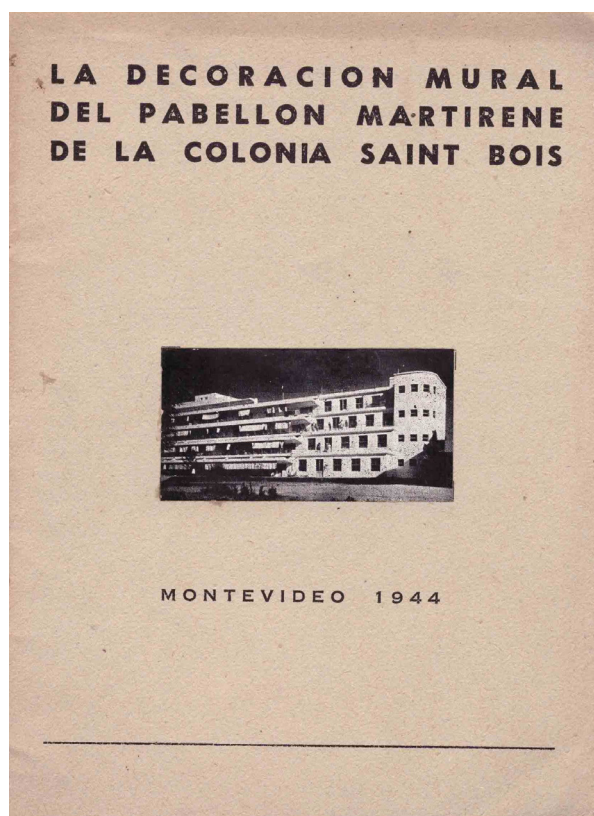 LA DECORACION MURAL
DEL PABELLON MARTIRENE
DE LA COLONIA SAINT BOIS
MONTEVIDEO 1944